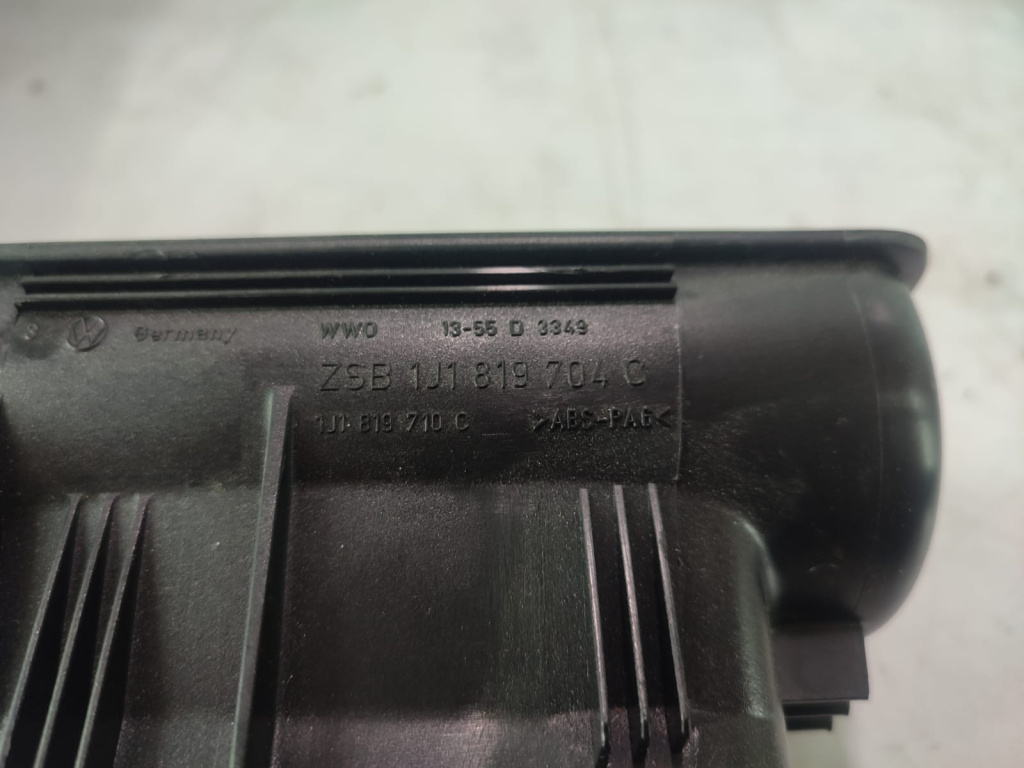 Germany WWO 13-55 D 3349
ZSB 1J1 819 704 C
1J1 819 710 C >ABS-PA6<